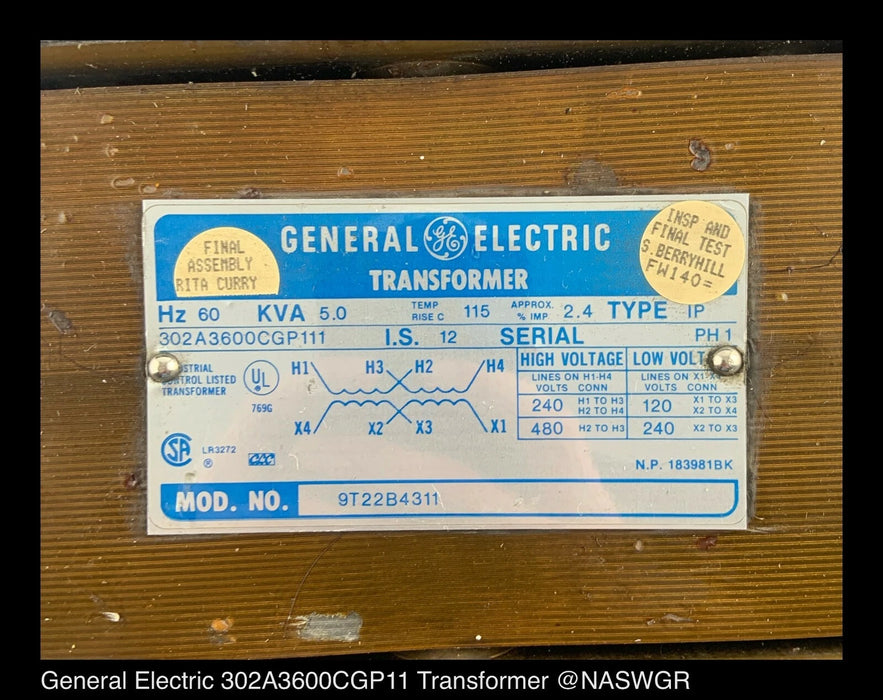 FINAL
ASSEMBLY
RITA CURRY
GENERAL GE ELECTRIC
TRANSFORMER
INSP AND
FINAL TEST
S.BERRYHILL
FW140=
Hz 60 KVA 5.0 TEMP RISE C 115 APPROX. % IMP 2.4 TYPE IP
302A3600CGP111 I.S. 12 SERIAL PH 1
CONTROL LISTED
TRANSFORMER
UL
769G
H1 H3 H2 H4
X4 X2 X3 X1
HIGH VOLTAGE
LINES ON H1-H4
VOLTS CONN
240 H1 TO H3
H2 TO H4
480 H2 TO H3
LOW
LINES ON
VOLTS CONN
120 X1 TO X3
X2 TO X4
240 X2 TO X3
SA
LR3272
®
N.P. 183981BK
MOD. NO. 9T22B4311
General Electric 302A3600CGP11 Transformer @NASWGR